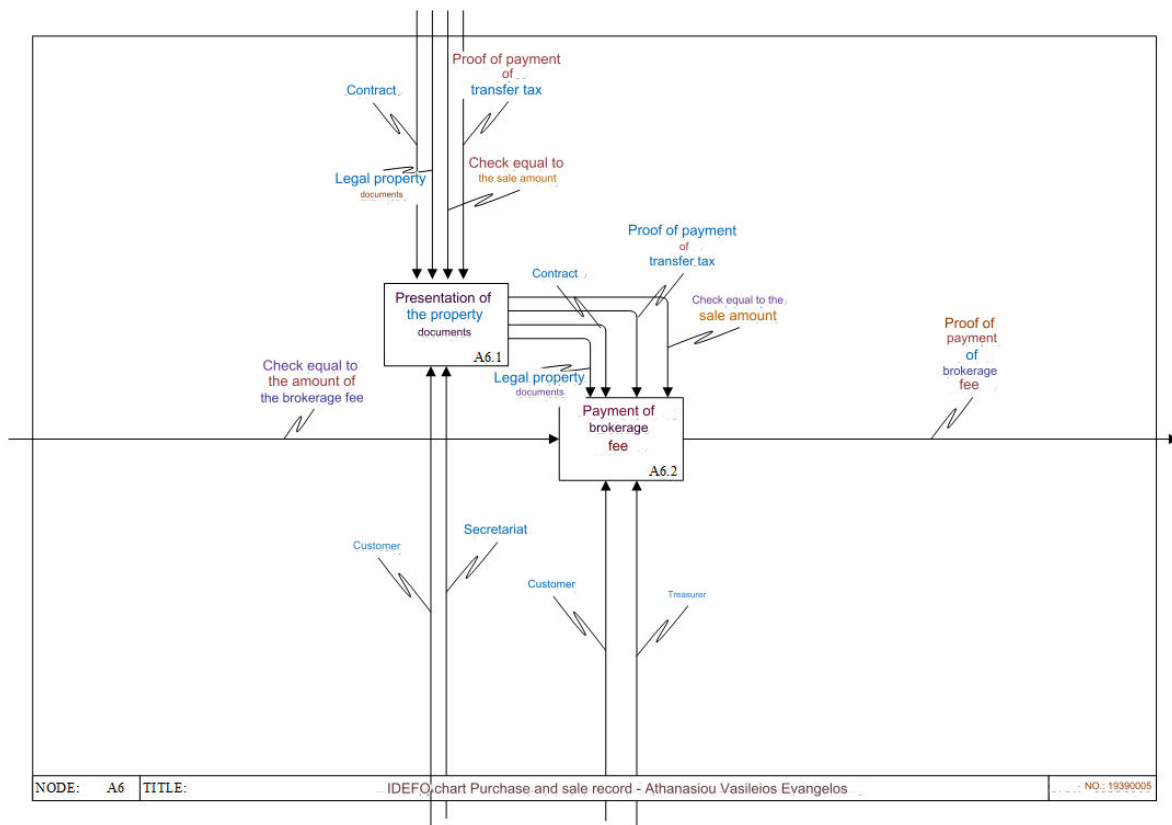 Proof of payment
of
transfer tax
Contract
Check equal to
the sale amount
Legal property
documents
Proof of payment
of
transfer tax
Contract
Check equal to the
sale amount
Presentation of
the property
documents
A6.1
Legal property
documents
Proof of
payment
of
brokerage
fee
Check equal to
the amount of
the brokerage fee
Payment of
brokerage
fee
A6.2
Secretariat
Customer
Customer
Treasurer
NODE: A6 TITLE: IDEFO chart Purchase and sale record - Athanasiou Vasileios Evangelos NO.: 19390005